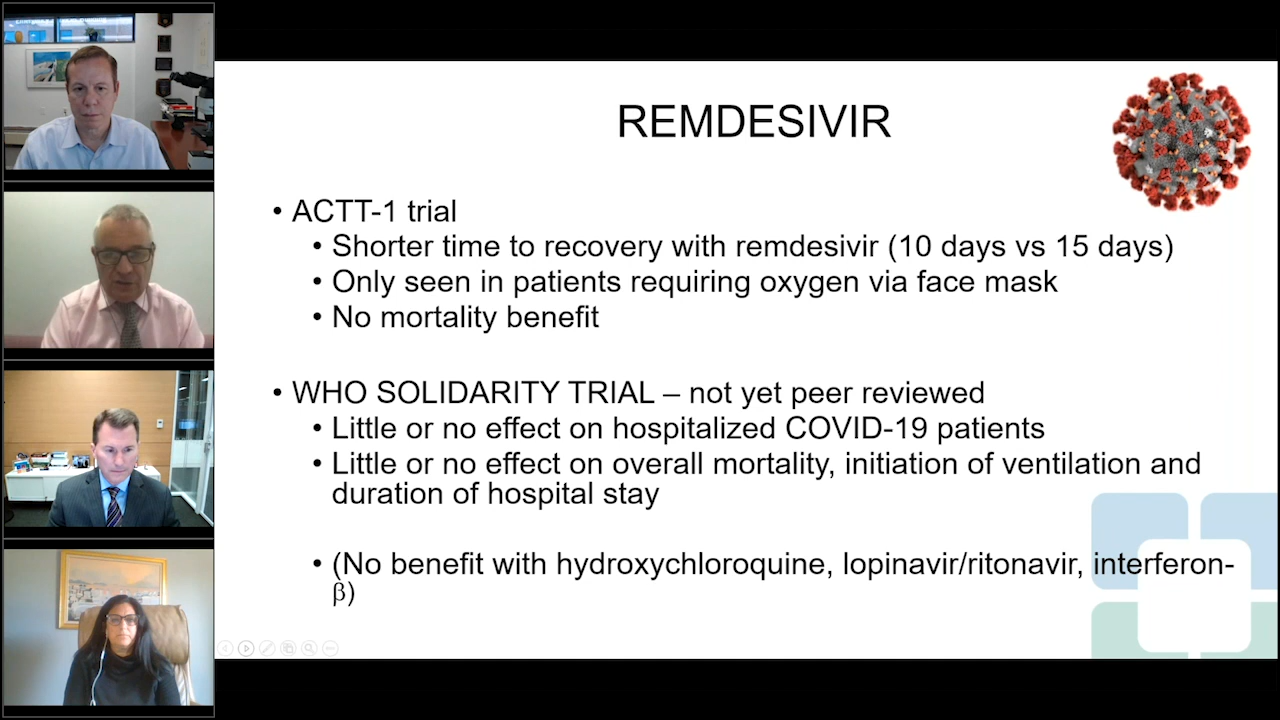 REMDESIVIR
• ACTT-1 trial
• Shorter time to recovery with remdesivir (10 days vs 15 days)
• Only seen in patients requiring oxygen via face mask
• No mortality benefit
• WHO SOLIDARITY TRIAL – not yet peer reviewed
• Little or no effect on hospitalized COVID-19 patients
• Little or no effect on overall mortality, initiation of ventilation and
duration of hospital stay
• (No benefit with hydroxychloroquine, lopinavir/ritonavir, interferon-
β)